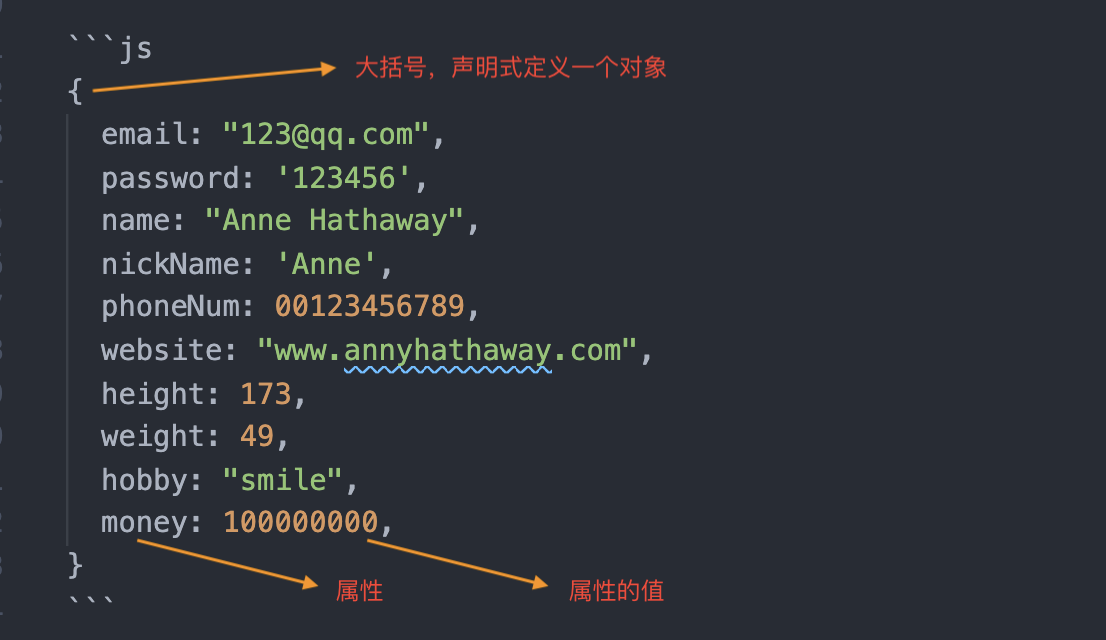 ```js
大括号，声明式定义一个对象
{
email: "123@qq.com",
password: '123456',
name: "Anne Hathaway",
nickName: 'Anne',
phoneNum: 00123456789,
website: "www.annyhathaway.com",
height: 173,
weight: 49,
hobby: "smile",
money: 100000000,
}
属性 属性的值
```